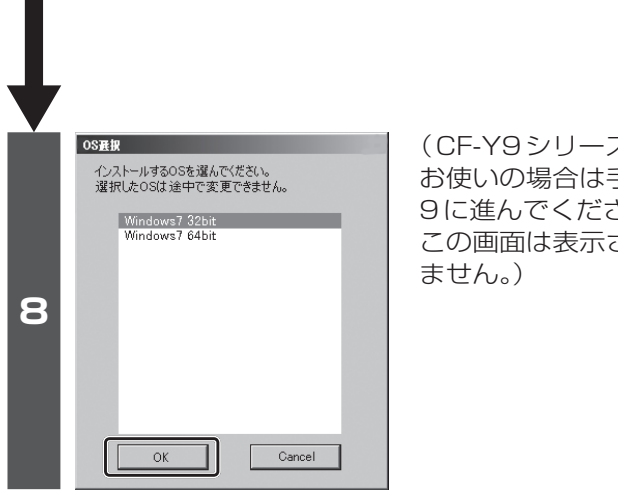 8
OS選択
インストールするOSを選んでください。
選択したOSは途中で変更できません。
Windows7 32bit
Windows7 64bit
OK
Cancel
(CF-Y9シリーズ
お使いの場合は手
9に進んでくださ
この画面は表示さ
ません。)